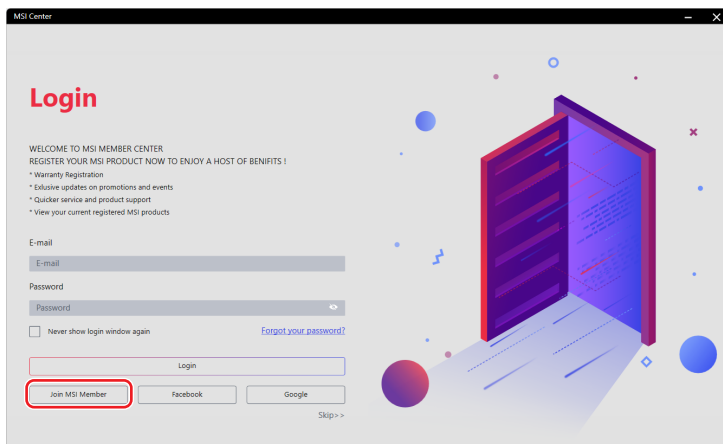 MSI Center
Login
WELCOME TO MSI MEMBER CENTER
REGISTER YOUR MSI PRODUCT NOW TO ENJOY A HOST OF BENIFITS !
* Warranty Registration
* Exlusive updates on promotions and events
* Quicker service and product support
* View your current registered MSI products
E-mail
E-mail
Password
Password
Never show login window again
Forgot your password?
Login
Join MSI Member
Facebook
Google
Skip>>